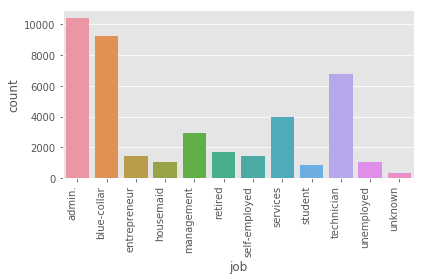 10000
8000
6000
4000
2000
0
count
admin.
blue-collar
entrepreneur
housemaid
management
retired
self-employed
services
student
technician
unemployed
unknown
job